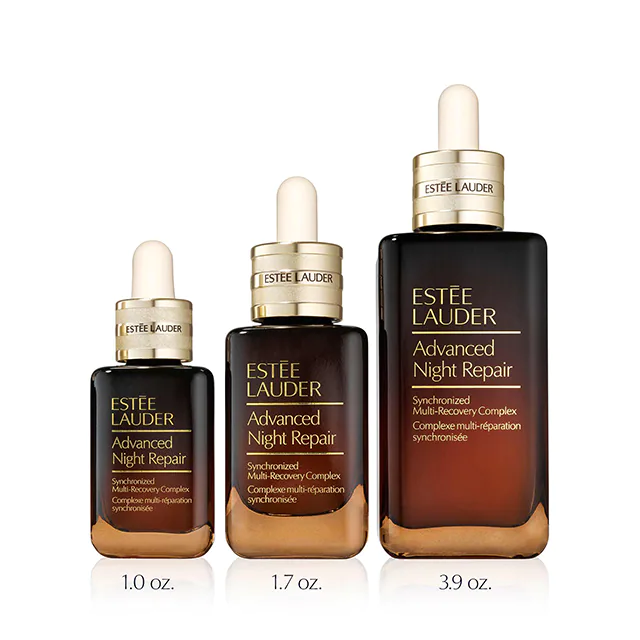 ESTĒE LAUDER
ESTĒE
LAUDER
Advanced
Night Repair
Synchronized
Multi-Recovery Complex
Complexe multi-réparation
synchronisée
1.0 oz.
ESTĒE LAUDER
ESTĒE
LAUDER
Advanced
Night Repair
Synchronized
Multi-Recovery Complex
Complexe multi-réparation
synchronisée
1.7 oz.
ESTĒE LAUDER
ESTĒE
LAUDER
Advanced
Night Repair
Synchronized
Multi-Recovery Complex
Complexe multi-réparation
synchronisée
3.9 oz.